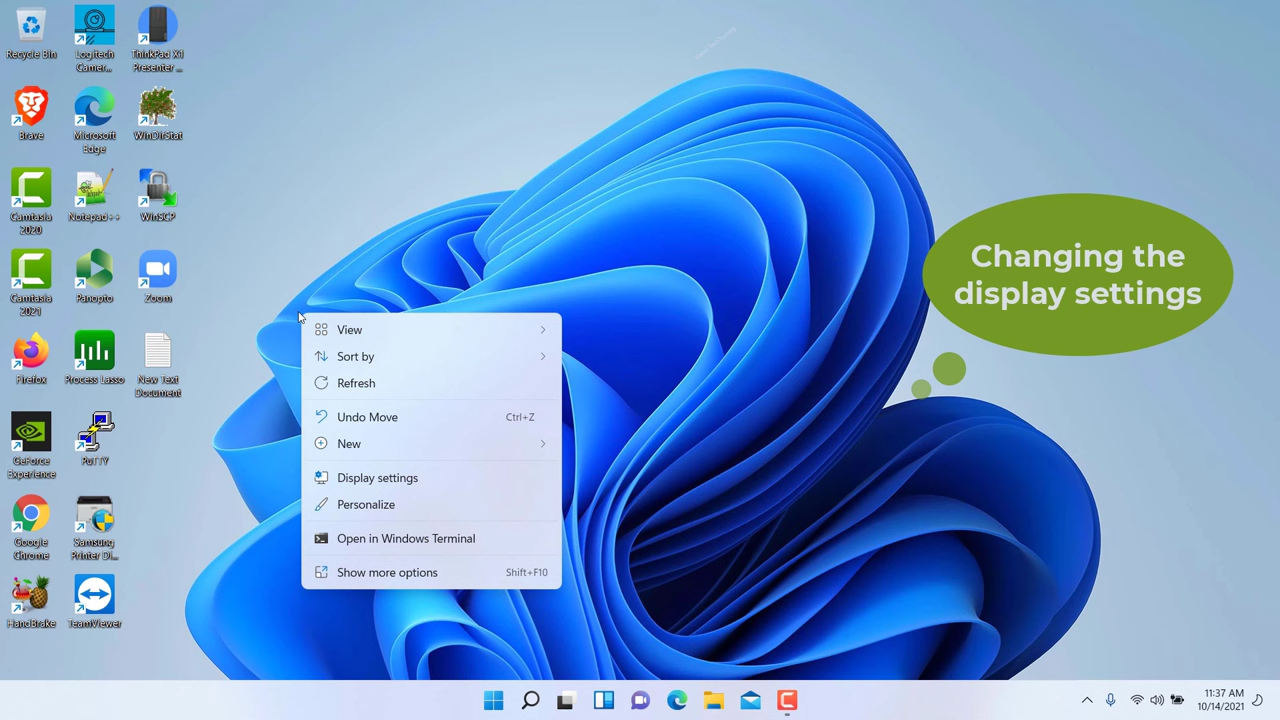 Recycle Bin
Logitech
Camer...
ThinkPad X1
Presenter ...
Brave
Microsoft
Edge
WinDirStat
Camtasia
2020
Notepad++
WinSCP
Camtasia
2021
Panopto
Zoom
Firefox
Process Lasso
New Text
Document
GeForce
Experience
PuTTY
Google
Chrome
Samsung
Printer Di...
HandBrake
TeamViewer
View
Sort by
Refresh
Undo Move Ctrl+Z
New
Display settings
Personalize
Open in Windows Terminal
Show more options Shift+F10
Changing the
display settings
11:37 AM
10/14/2021